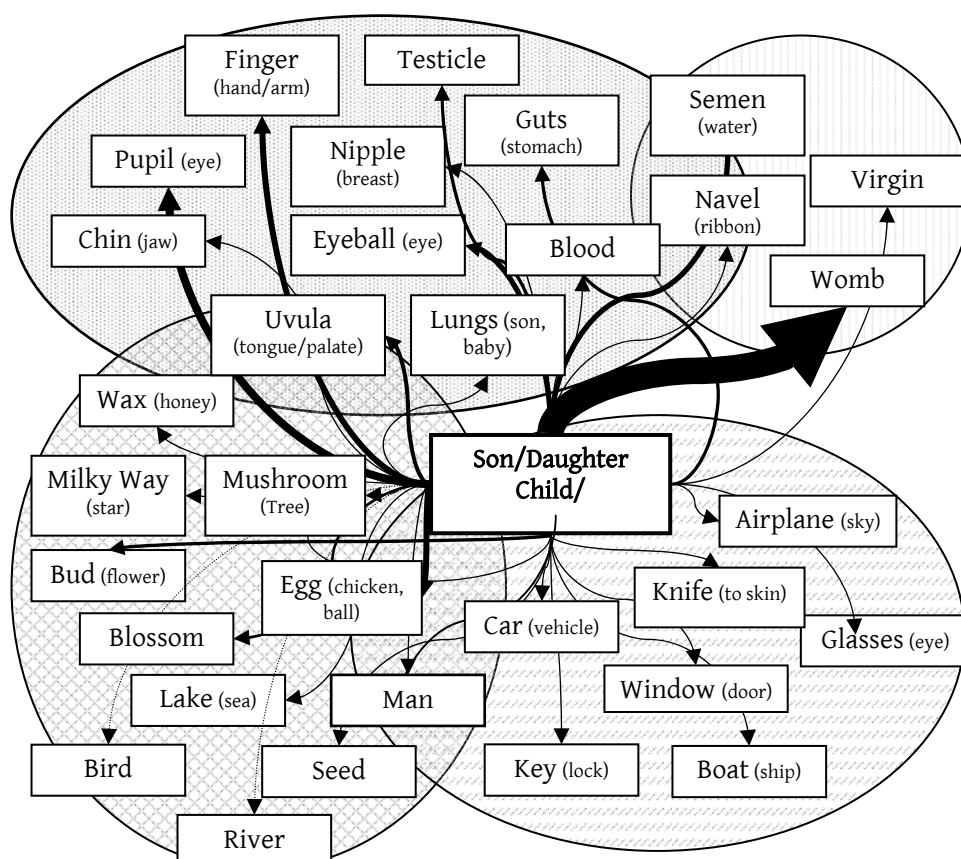 Finger
(hand/arm)
Testicle
Guts
(stomach)
Semen
(water)
Pupil (eye)
Nipple
(breast)
Virgin
Chin (jaw)
Eyeball (eye)
Blood
Navel
(ribbon)
Womb
Uvula
(tongue/palate)
Lungs (son,
baby)
Wax (honey)
Milky Way
(star)
Mushroom
(Tree)
Son/Daughter
Child/
Airplane (sky)
Bud (flower)
Egg (chicken,
ball)
Knife (to skin)
Blossom
Car (vehicle)
Glasses (eye)
Lake (sea)
Man
Window (door)
Bird
Seed
Key (lock)
Boat (ship)
River